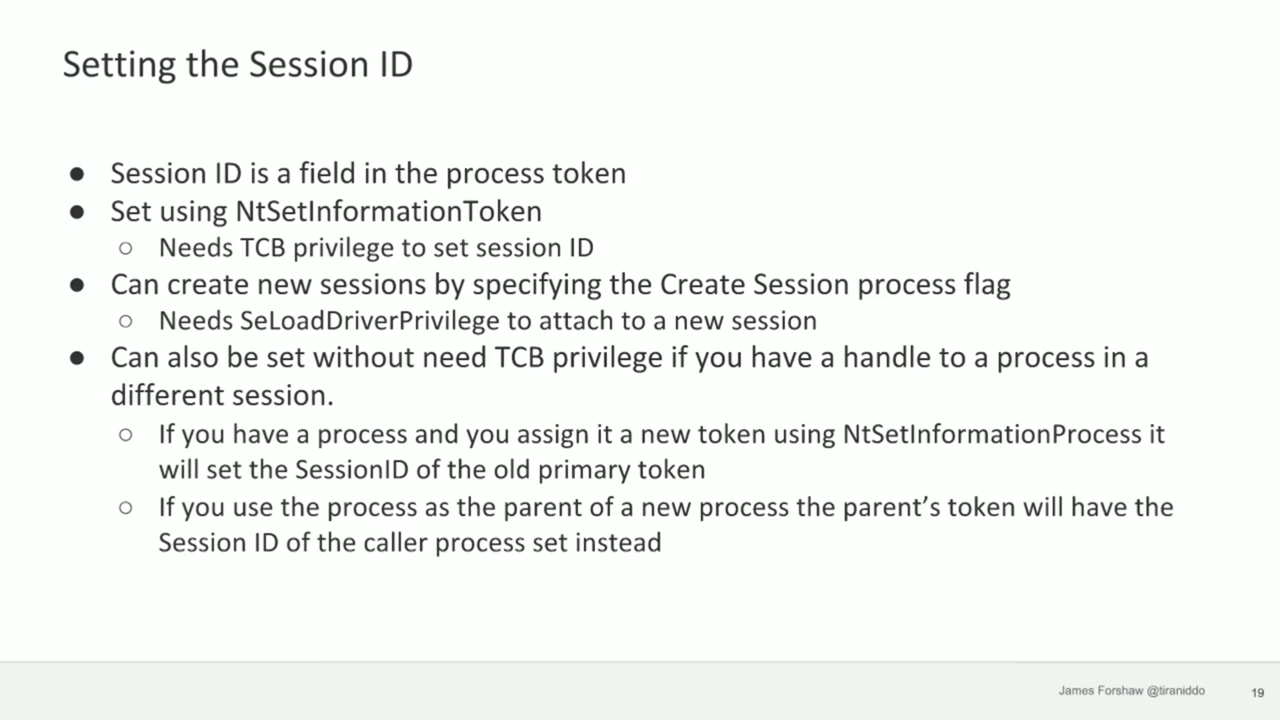 Setting the Session ID
● Session ID is a field in the process token
● Set using NtSetInformationToken
○ Needs TCB privilege to set session ID
● Can create new sessions by specifying the Create Session process flag
○ Needs SeLoadDriverPrivilege to attach to a new session
● Can also be set without need TCB privilege if you have a handle to a process in a
different session.
○ If you have a process and you assign it a new token using NtSetInformationProcess it
will set the SessionID of the old primary token
○ If you use the process as the parent of a new process the parent’s token will have the
Session ID of the caller process set instead
James Forshaw @tiraniddo
19